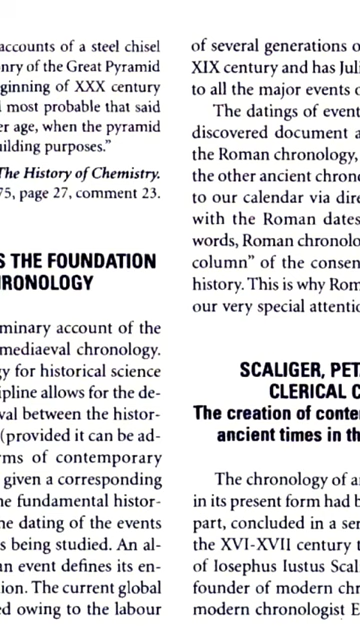 accounts of a steel chisel
nry of the Great Pyramid
ginning of XXX century
l most probable that said
er age, when the pyramid
uilding purposes."
The History of Chemistry.
75, page 27, comment 23.
S THE FOUNDATION
RONOLOGY
minary account of the
mediaeval chronology.
gy for historical science
ipline allows for the de-
val between the histor-
(provided it can be ad-
rms of contemporary
given a corresponding
he fundamental histor-
he dating of the events
s being studied. An al-
an event defines its en-
ion. The current global
ed owing to the labour
of several generations o
XIX century and has Juli
to all the major events o
The datings of event
discovered document a
the Roman chronology,
the other ancient chrono
to our calendar via dire
with the Roman dates
words, Roman chronolo
column" of the consen
history. This is why Rom
our very special attentio
SCALIGER, PETA
CLERICAL C
The creation of conte
ancient times in th
The chronology of a
in its present form had b
part, concluded in a ser
the XVI-XVII century t
of Iosephus Iustus Scal
founder of modern chr
modern chronologist E